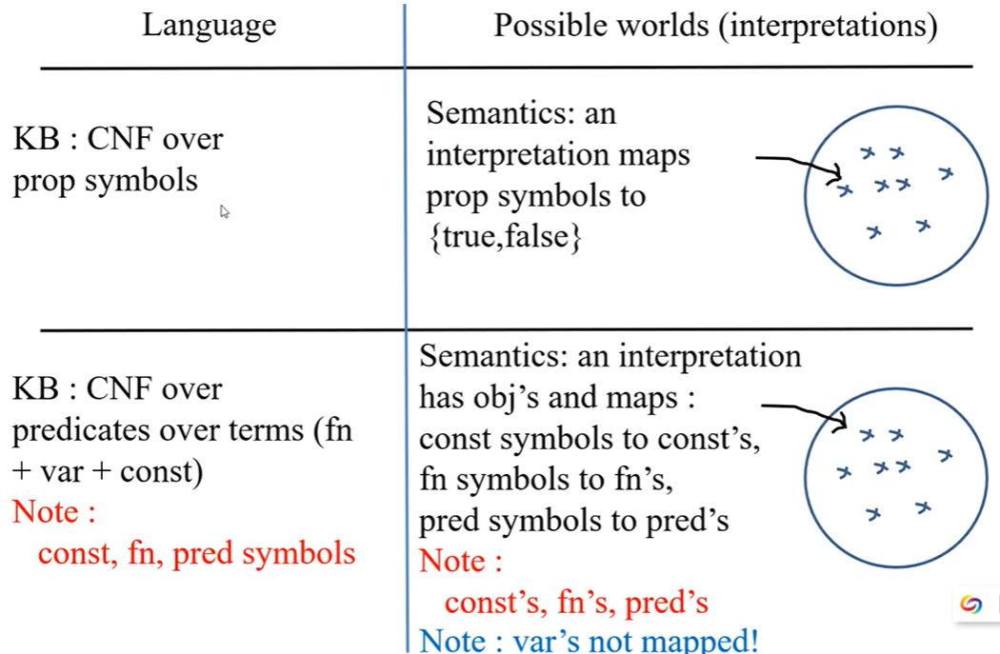 Language
Possible worlds (interpretations)
KB : CNF over
prop symbols
Semantics: an
interpretation maps
prop symbols to
{true,false}
KB : CNF over
predicates over terms (fn
+ var + const)
Note :
const, fn, pred symbols
Semantics: an interpretation
has obj’s and maps :
const symbols to const’s,
fn symbols to fn’s,
pred symbols to pred’s
Note :
const’s, fn’s, pred’s
Note : var’s not mapped!